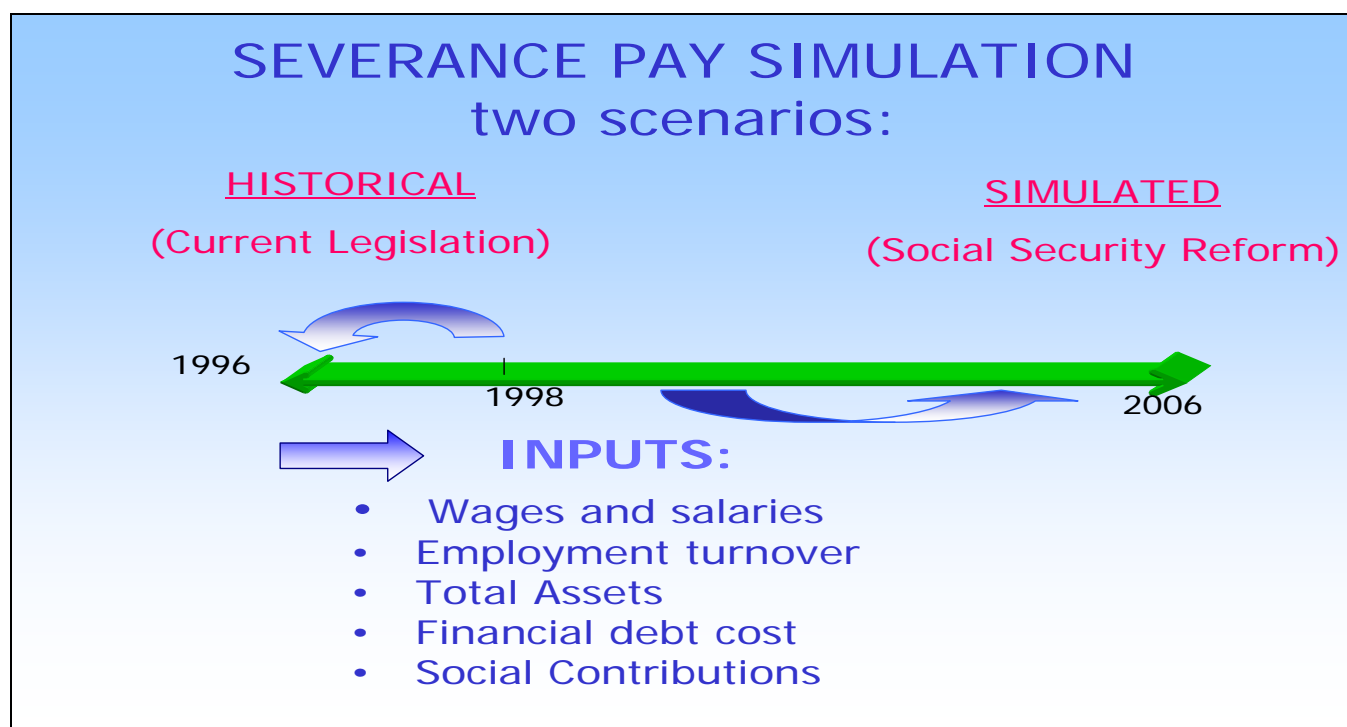 SEVERANCE PAY SIMULATION
two scenarios:
HISTORICAL
(Current Legislation)
SIMULATED
(Social Security Reform)
1996
1998
2006
INPUTS:
• Wages and salaries
• Employment turnover
• Total Assets
• Financial debt cost
• Social Contributions